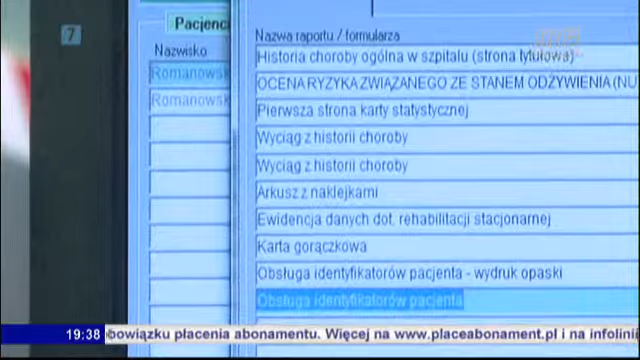 7
Pacjenci
Nazwisko
Romanowsk
Romanowsk
Nazwa raportu / formularza
Historia choroby ogólna w szpitalu (strona tytułowa)
OCENA RYZYKA ZWIĄZANEGO ZE STANEM ODŻYWIENIA (NU
Pierwsza strona karty statystycznej
Wyciąg z historii choroby
Wyciąg z historii choroby
Arkusz z naklejkami
Ewidencja danych dot. rehabilitacji stacjonarnej
Karta gorączkowa
Obsługa identyfikatorów pacjenta - wydruk opaski
Obsługa identyfikatorów pacjenta
19:38 obowiązku płacenia abonamentu. Więcej na www.placeabonament.pl i na infolinii